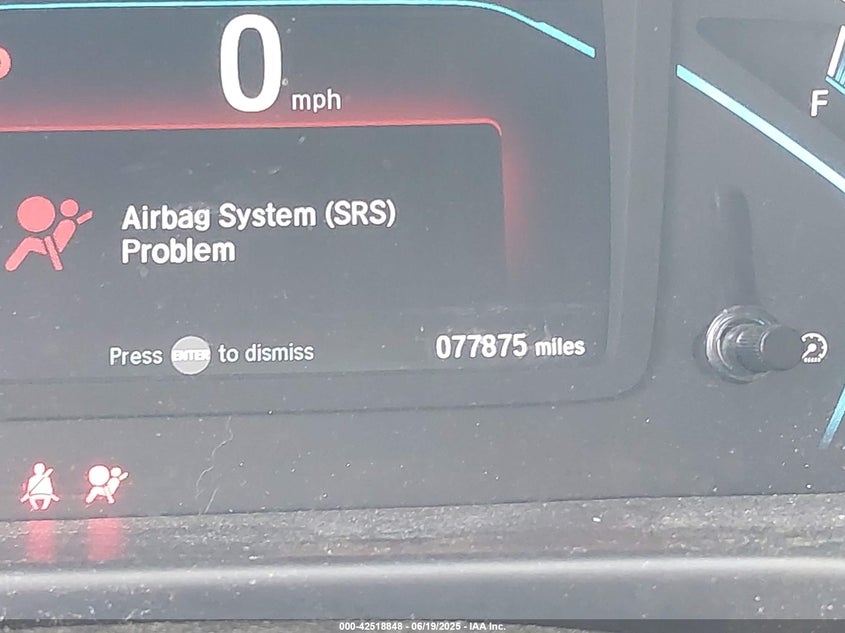 0 mph
F
Airbag System (SRS)
Problem
Press ENTER to dismiss
077875 miles
000-42518848 - 06/19/2025 - IAA Inc.